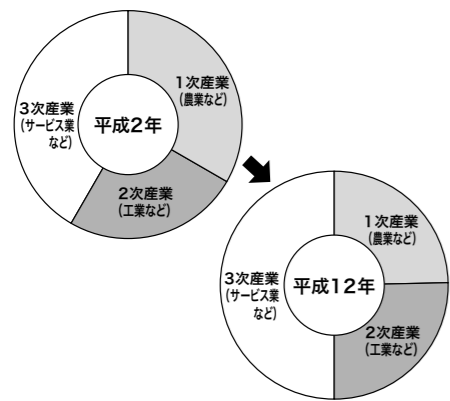 1次産業
(農業など)
3次産業
(サービス業
など)
平成2年
2次産業
(工業など)
1次産業
(農業など)
3次産業
(サービス業
など)
平成12年
2次産業
(工業など)